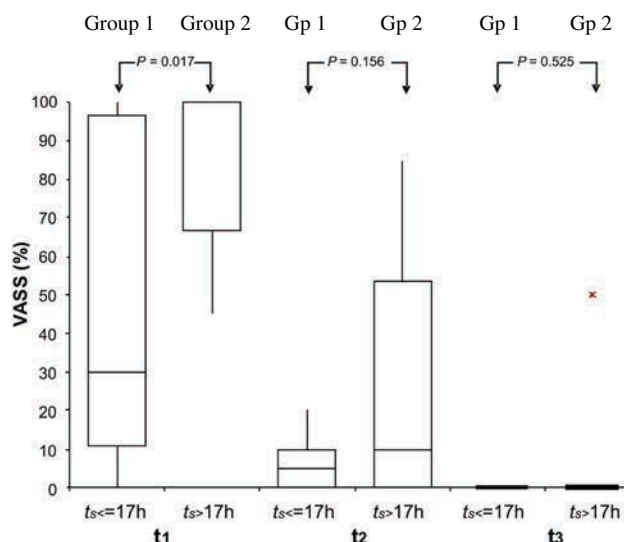 Group 1 Group 2 Gp 1 Gp 2 Gp 1 Gp 2
P = 0.017 P = 0.156 P = 0.525
100
90
80
70
60
50
40
30
20
10
0
VASS (%)
ts<=17h ts>17h ts<=17h ts>17h ts<=17h ts>17h
t1 t2 t3